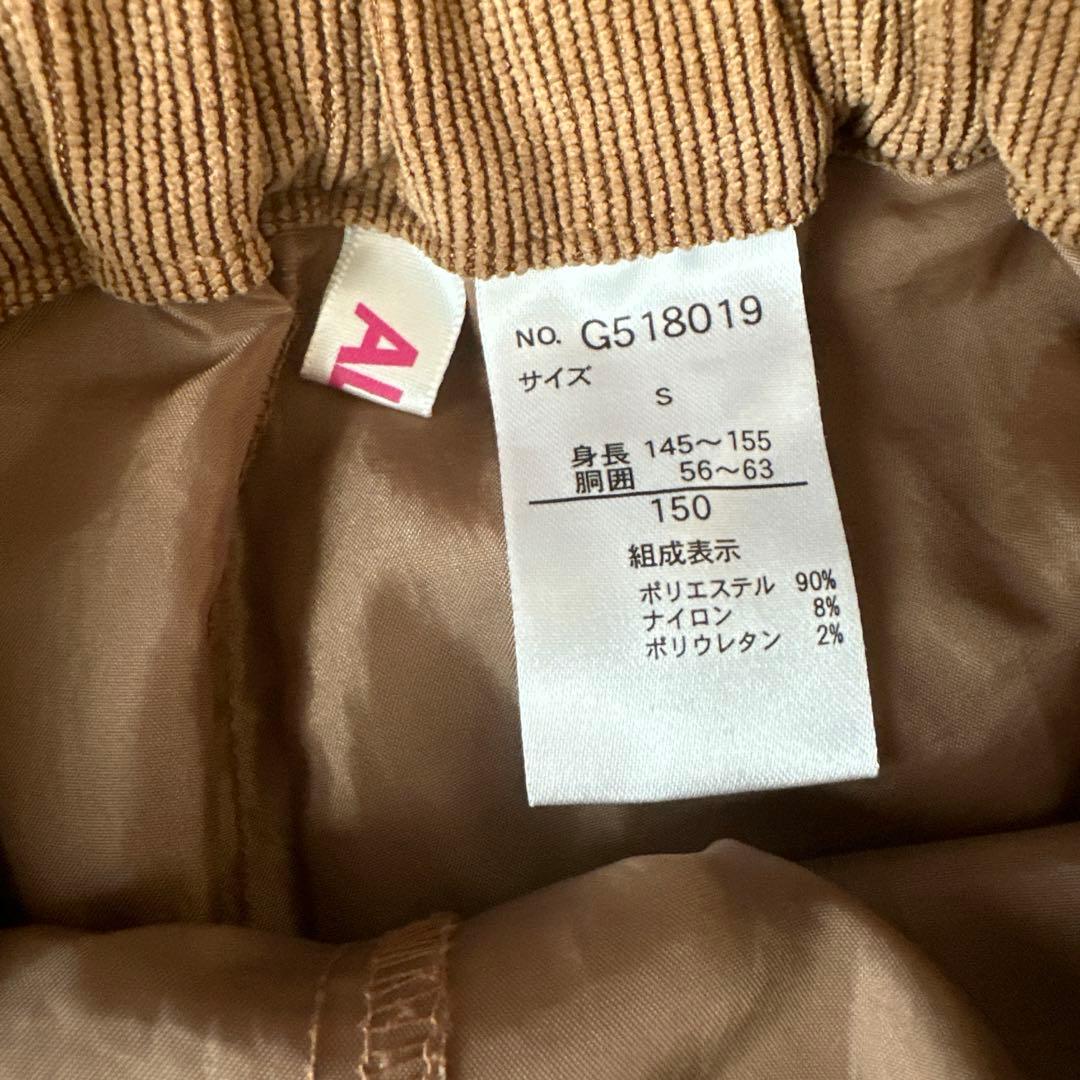 NO. G518019
サイズ
S
身長 145～155
胴囲 56～63
150
組成表示
ポリエステル 90%
ナイロン 8%
ポリウレタン 2%